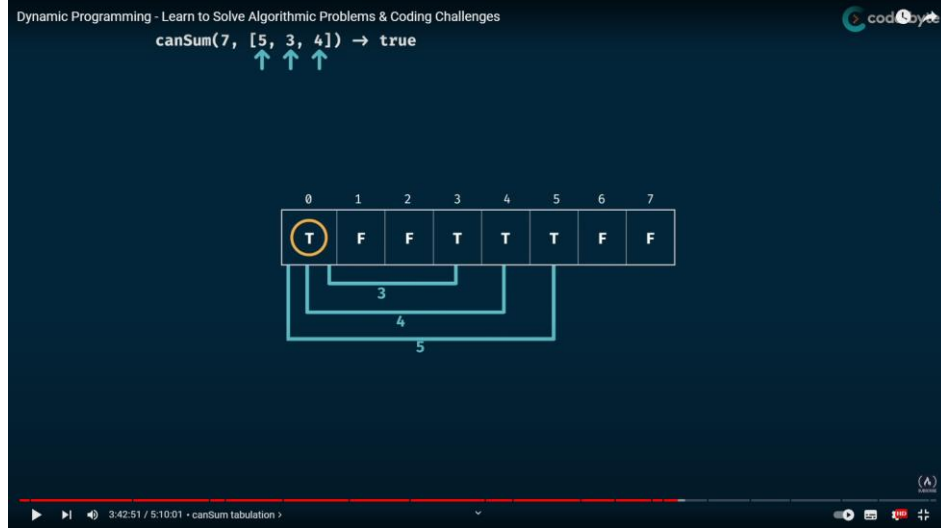 Dynamic Programming - Learn to Solve Algorithmic Problems & Coding Challenges
canSum(7, [5, 3, 4]) → true
0 1 2 3 4 5 6 7
T F F T T T F F
3
4
5
3:42:51 / 5:10:01 • canSum tabulation >
HD